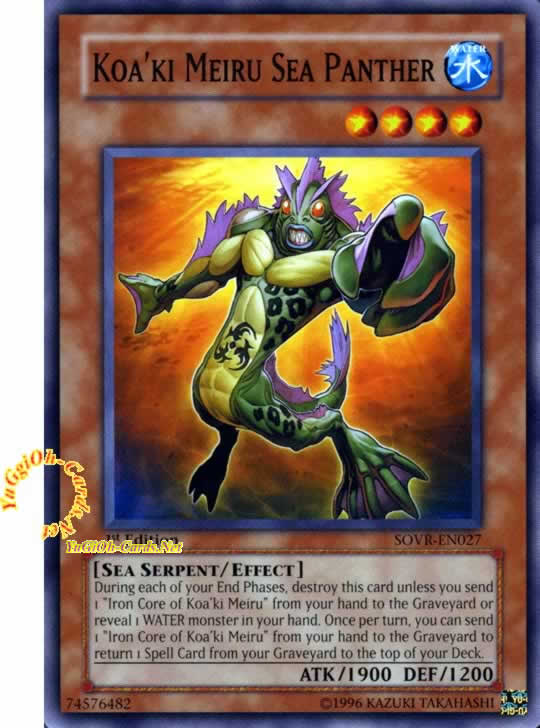 KOA'KI MEIRU SEA PANTHER
WATER
水
YuGgiOh-Cards.Net
1ST Edition
SOVR-EN027
YuGiOh-Cards.Net
[SEA SERPENT/EFFECT]
During each of your End Phases, destroy this card unless you send
1 "Iron Core of Koa'ki Meiru" from your hand to the Graveyard or
reveal 1 WATER monster in your hand. Once per turn, you can send
1 "Iron Core of Koa'ki Meiru" from your hand to the Graveyard to
return 1 Spell Card from your Graveyard to the top of your Deck.
ATK/1900 DEF/1200
74576482
©1996 KAZUKI TAKAHASHI